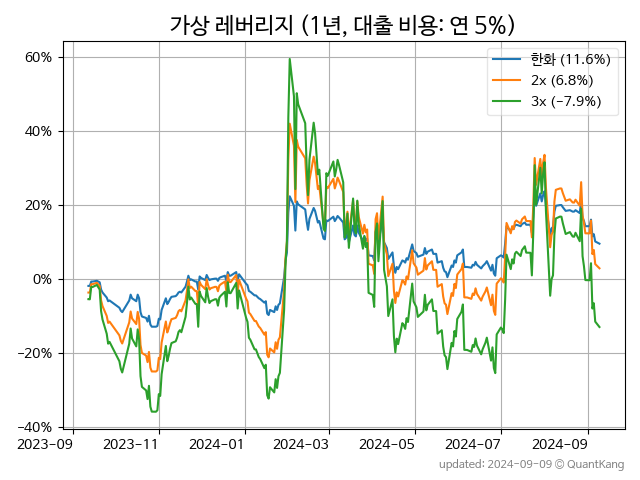 가상 레버리지 (1년, 대출 비용: 연 5%)
한화 (11.6%)
2x (6.8%)
3x (−7.9%)
60%
40%
20%
0%
−20%
−40%
2023-09
2023-11
2024-01
2024-03
2024-05
2024-07
2024-09
updated: 2024-09-09 © QuantKang